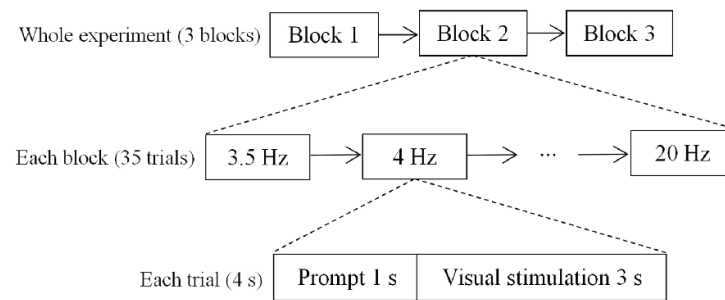 Whole experiment (3 blocks) Block 1 Block 2 Block 3
Each block (35 trials) 3.5 Hz 4 Hz ... 20 Hz
Each trial (4 s) Prompt 1 s Visual stimulation 3 s